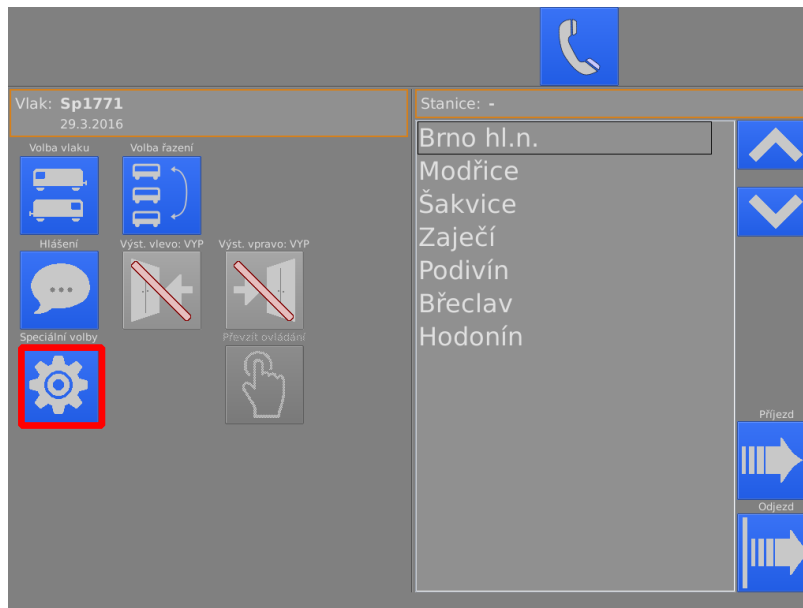 Vlak: Sp1771
29.3.2016
Stanice: -
Volba vlaku
Volba řazení
Hlášení
Výst. vlevo: VYP
Výst. vpravo: VYP
Speciální volby
Převzít ovládání
Brno hl.n.
Modřice
Šakvice
Zaječí
Podivín
Břeclav
Hodonín
Příjezd
Odjezd